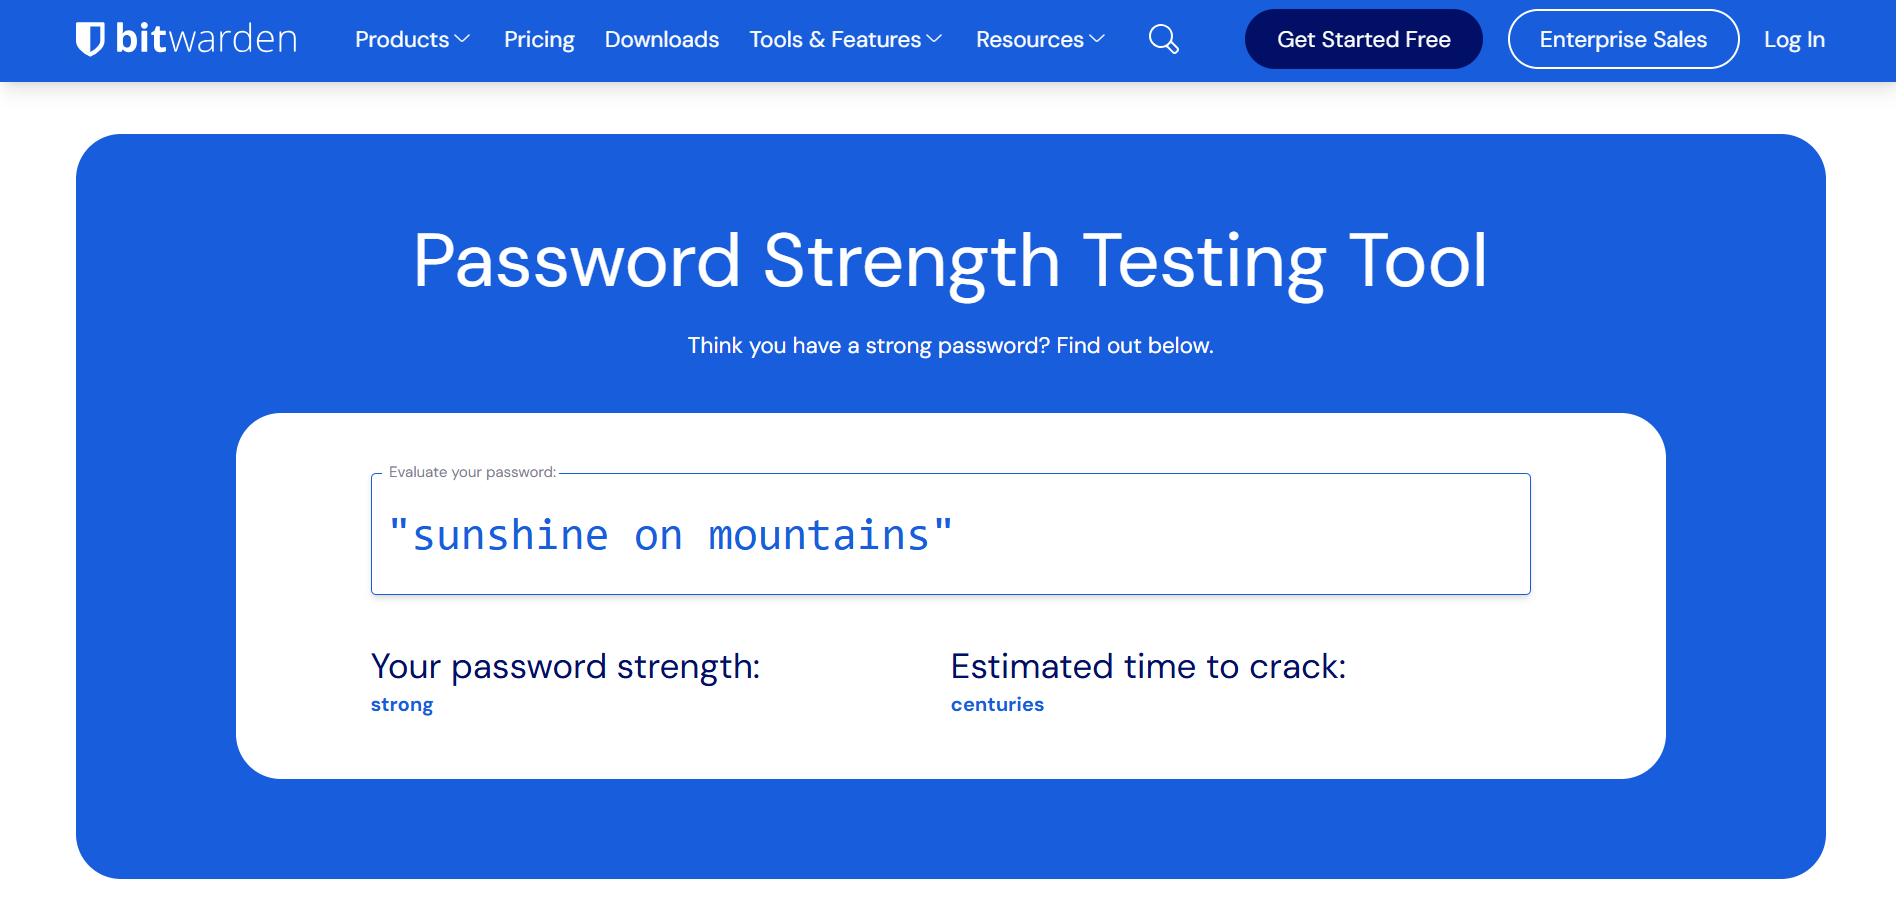 bitwarden Products Pricing Downloads Tools & Features Resources Get Started Free Enterprise Sales Log In
Password Strength Testing Tool
Think you have a strong password? Find out below.
Evaluate your password:
"sunshine on mountains"
Your password strength: Estimated time to crack:
strong centuries